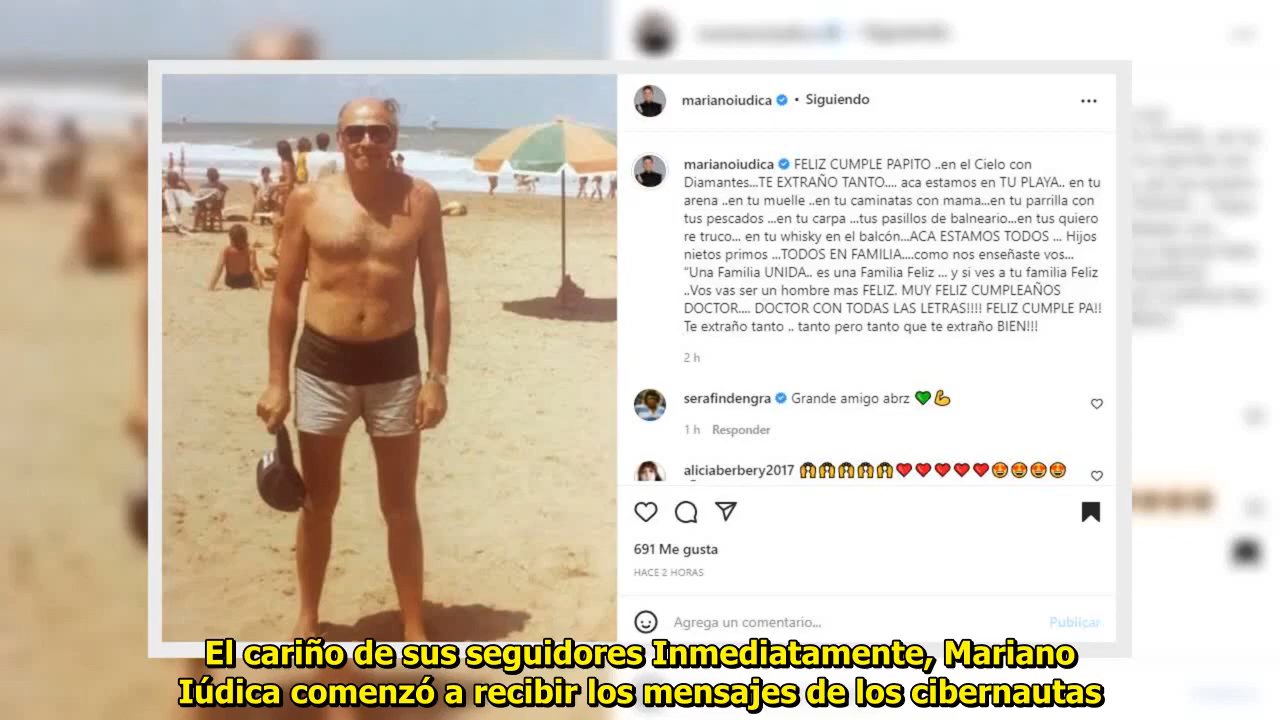 marianoiudica • Siguiendo
marianoiudica FELIZ CUMPLE PAPITO ..en el Cielo con
Diamantes...TE EXTRAÑO TANTO.... aca estamos en TU PLAYA.. en tu
arena ..en tu muelle ..en tu caminatas con mama...en tu parrilla con
tus pescados ...en tu carpa ...tus pasillos de balneario...en tus quiero
re truco... en tu whisky en el balcón...ACA ESTAMOS TODOS ... Hijos
nietos primos ...TODOS EN FAMILIA....como nos enseñaste vos...
“Una Familia UNIDA.. es una Familia Feliz ... y si ves a tu familia Feliz
..Vos vas ser un hombre mas FELIZ. MUY FELIZ CUMPLEAÑOS
DOCTOR.... DOCTOR CON TODAS LAS LETRAS!!!! FELIZ CUMPLE PA!!
Te extraño tanto .. tanto pero tanto que te extraño BIEN!!!
2 h
serafindengra Grande amigo abrz 💚💪
1 h Responder
aliciaberbery2017 🙌🙌🙌🙌🙌❤❤❤❤❤😍😍😍😍
691 Me gusta
HACE 2 HORAS
Agrega un comentario... Publicar
El cariño de sus seguidores Inmediatamente, Mariano
Iúdica comenzó a recibir los mensajes de los cibernautas